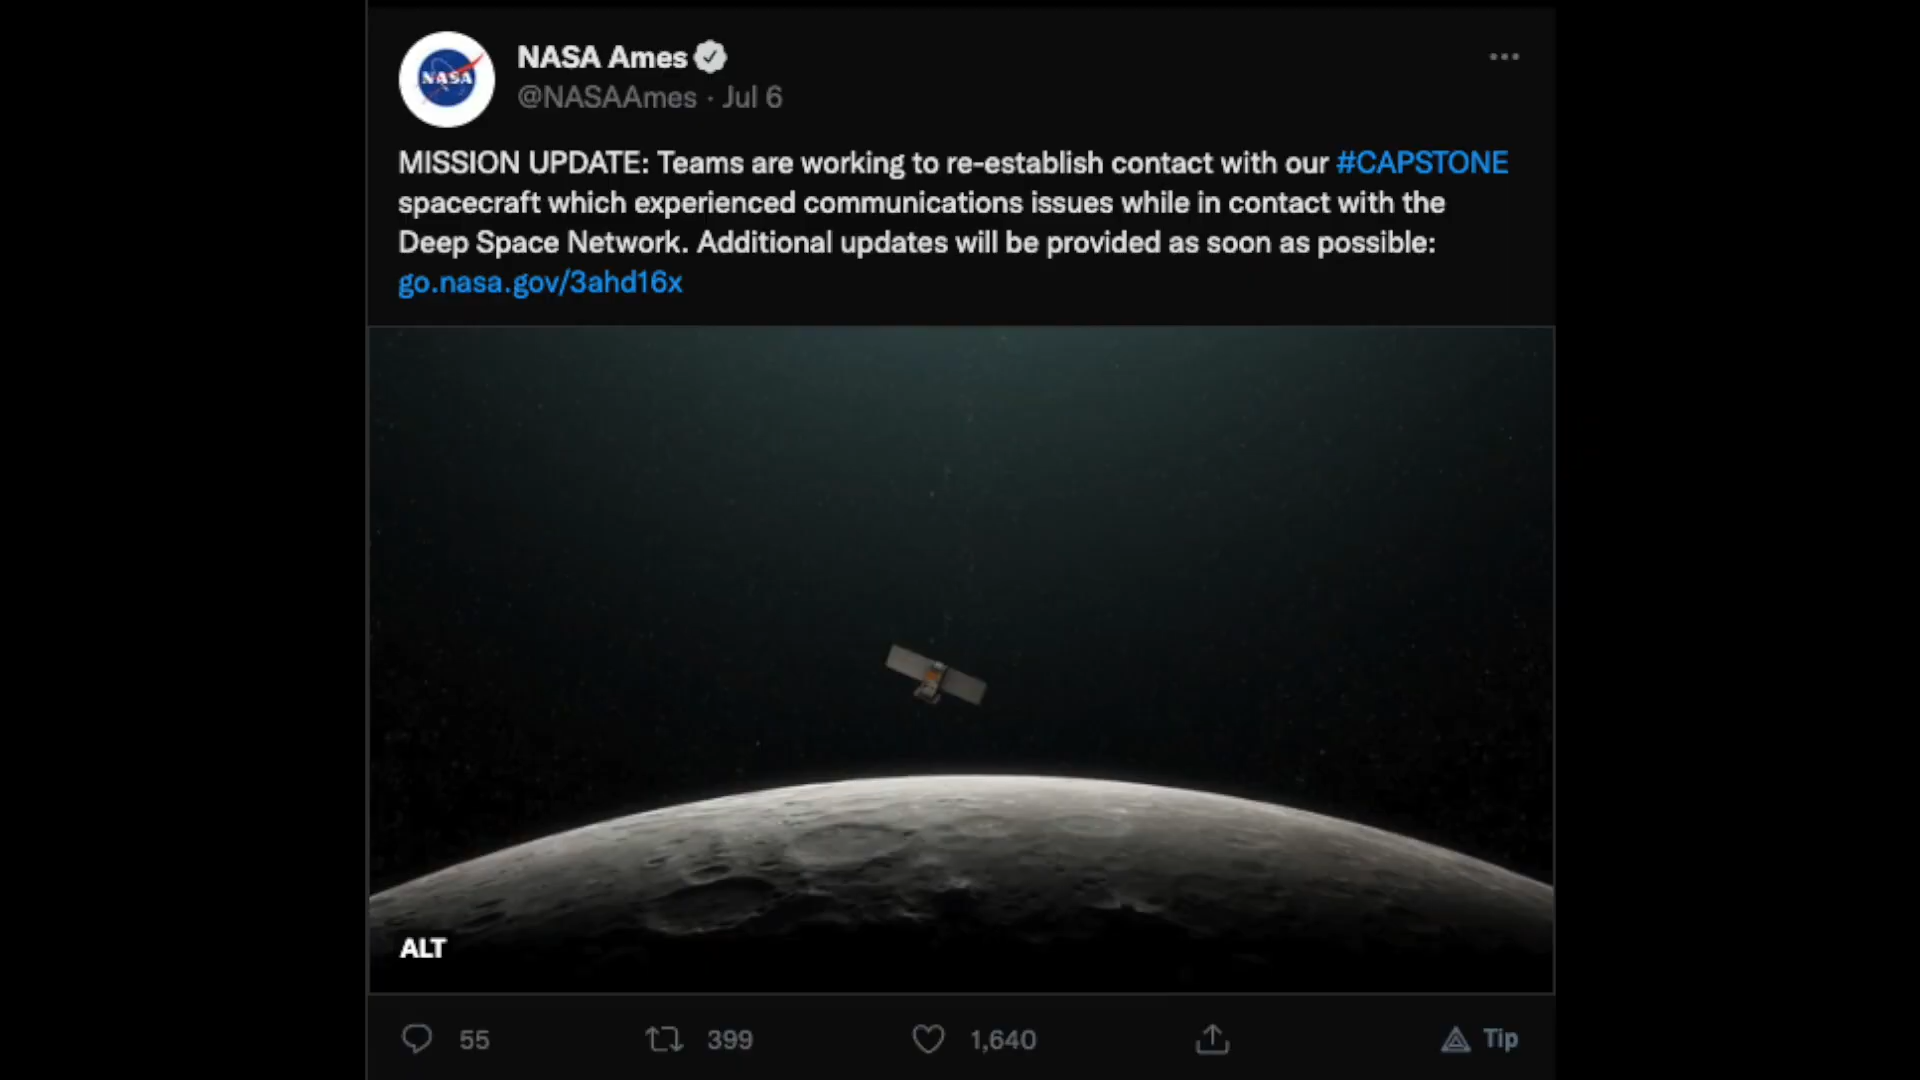 NASA Ames
@NASAAmes · Jul 6
NASA
MISSION UPDATE: Teams are working to re-establish contact with our #CAPSTONE
spacecraft which experienced communications issues while in contact with the
Deep Space Network. Additional updates will be provided as soon as possible:
go.nasa.gov/3ahd16x
ALT
55
399
1,640
Tip